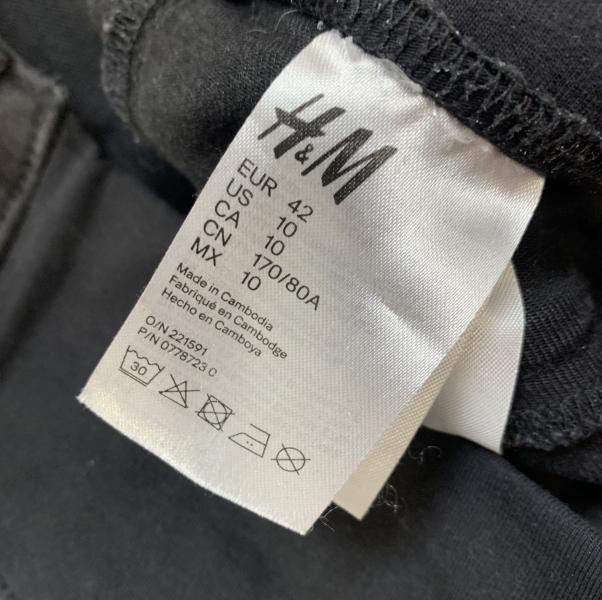 H&M
EUR 42
US 10
CA 10
CN 170/80A
MX 10
Made in Cambodia
Fabriqué en Cambodge
Hecho en Camboya
O/N 221591
P/N 0778723 0
30